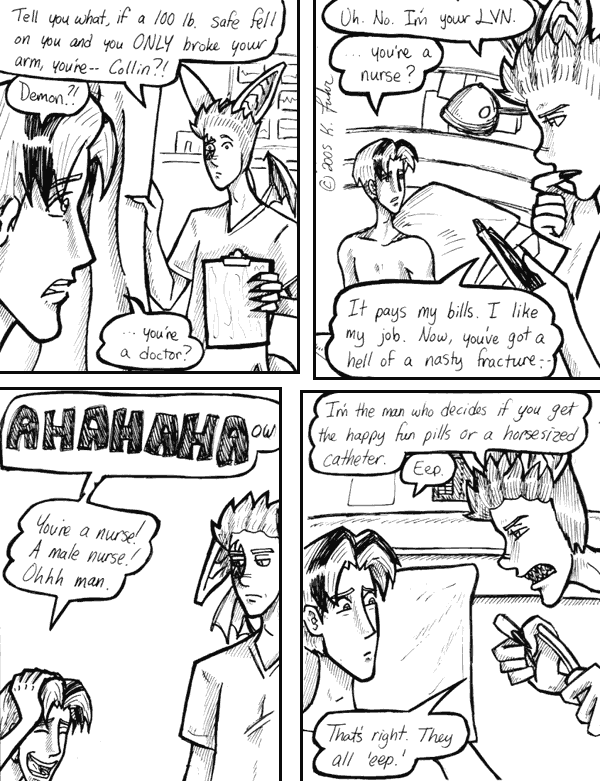 Tell you what, if a 100 lb. safe fell
on you and you ONLY broke your
arm, you're-- Collin?!
Demon?!
... you're
a doctor?
Uh. No. I'm your LVN.
... you're a
nurse?
©2005 K.
It pays my bills. I like
my job. Now, you've got a
hell of a nasty fracture--
AHAHAHA
OW
You're a nurse!
A male nurse!
Ohhh man.
I'm the man who decides if you get
the happy fun pills or a horsesized
catheter.
Eep.
That's right. They
all 'eep.'